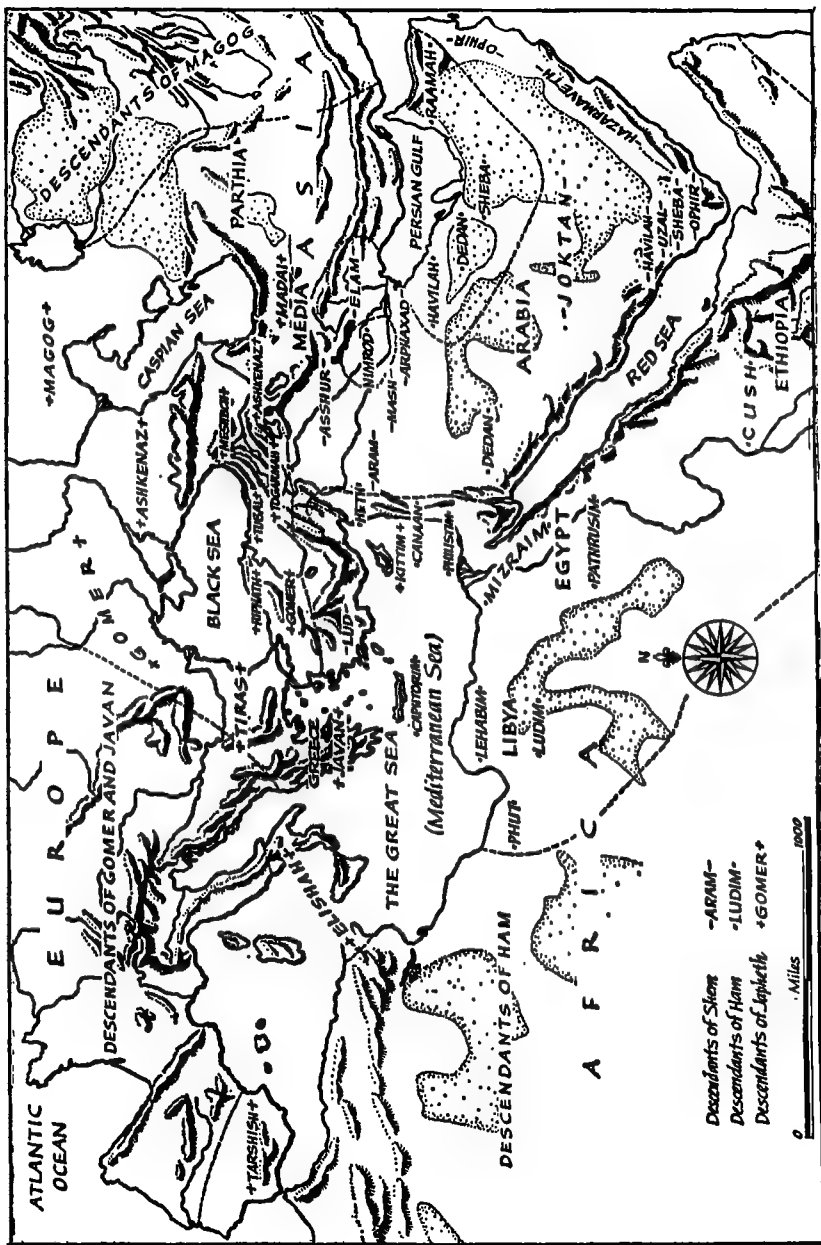 ATLANTIC
OCEAN
E U R O P E
DESCENDANTS OF GOMER AND JAVAN
+GOMER+
+ASHKENAZ+
+MAGOG+
DESCENDANTS OF MAGOG
CASPIAN SEA
BLACK SEA
PARTHIA
A S I A
+TARSHISH+
+ELISHAH+
+TIRAS+
GREECE
+JAVAN+
+RIPHATH+
+GOMER+
+TUBAL+
+TOGARMAH+
+ASHKENAZ+
+MADAI+
MEDIA
-LUD-
-ASSHUR-
-ELAM-
NIMROD
-MASH-
-ARPHAXAD-
·HETH·
-ARAM-
+KITTIM+
·CANAAN·
·PHILISTIM·
THE GREAT SEA
(Mediterranean Sea)
·CAPHTORIM·
PERSIAN GULF
·HAVILAH·
·DEDAN·
·SHEBA·
·RAAMAH·
-OPHIR-
ARABIA
-JOKTAN-
-HAZARMAVETH-
·DEDAN·
-HAVILAH-
-UZAL-
-SHEBA-
-OPHIR-
RED SEA
·MIZRAIM·
EGYPT
·PATHRUSIM·
·LEHABIM·
LIBYA
·LUDIM·
·PHUT·
DESCENDANTS OF HAM
A F R I C A
·CUSH·
ETHIOPIA
N
Descendants of Shem -ARAM-
Descendants of Ham ·LUDIM·
Descendants of Japheth +GOMER+
0 Miles 1000